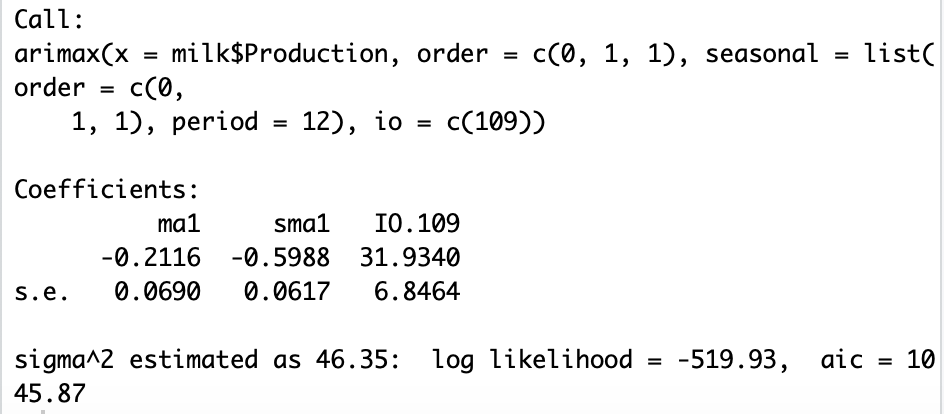 Call:
arimax(x = milk$Production, order = c(0, 1, 1), seasonal = list(
order = c(0,
    1, 1), period = 12), io = c(109))

Coefficients:
          ma1     sma1   IO.109
      -0.2116  -0.5988  31.9340
s.e.   0.0690   0.0617   6.8464

sigma^2 estimated as 46.35:  log likelihood = -519.93,  aic = 10
45.87